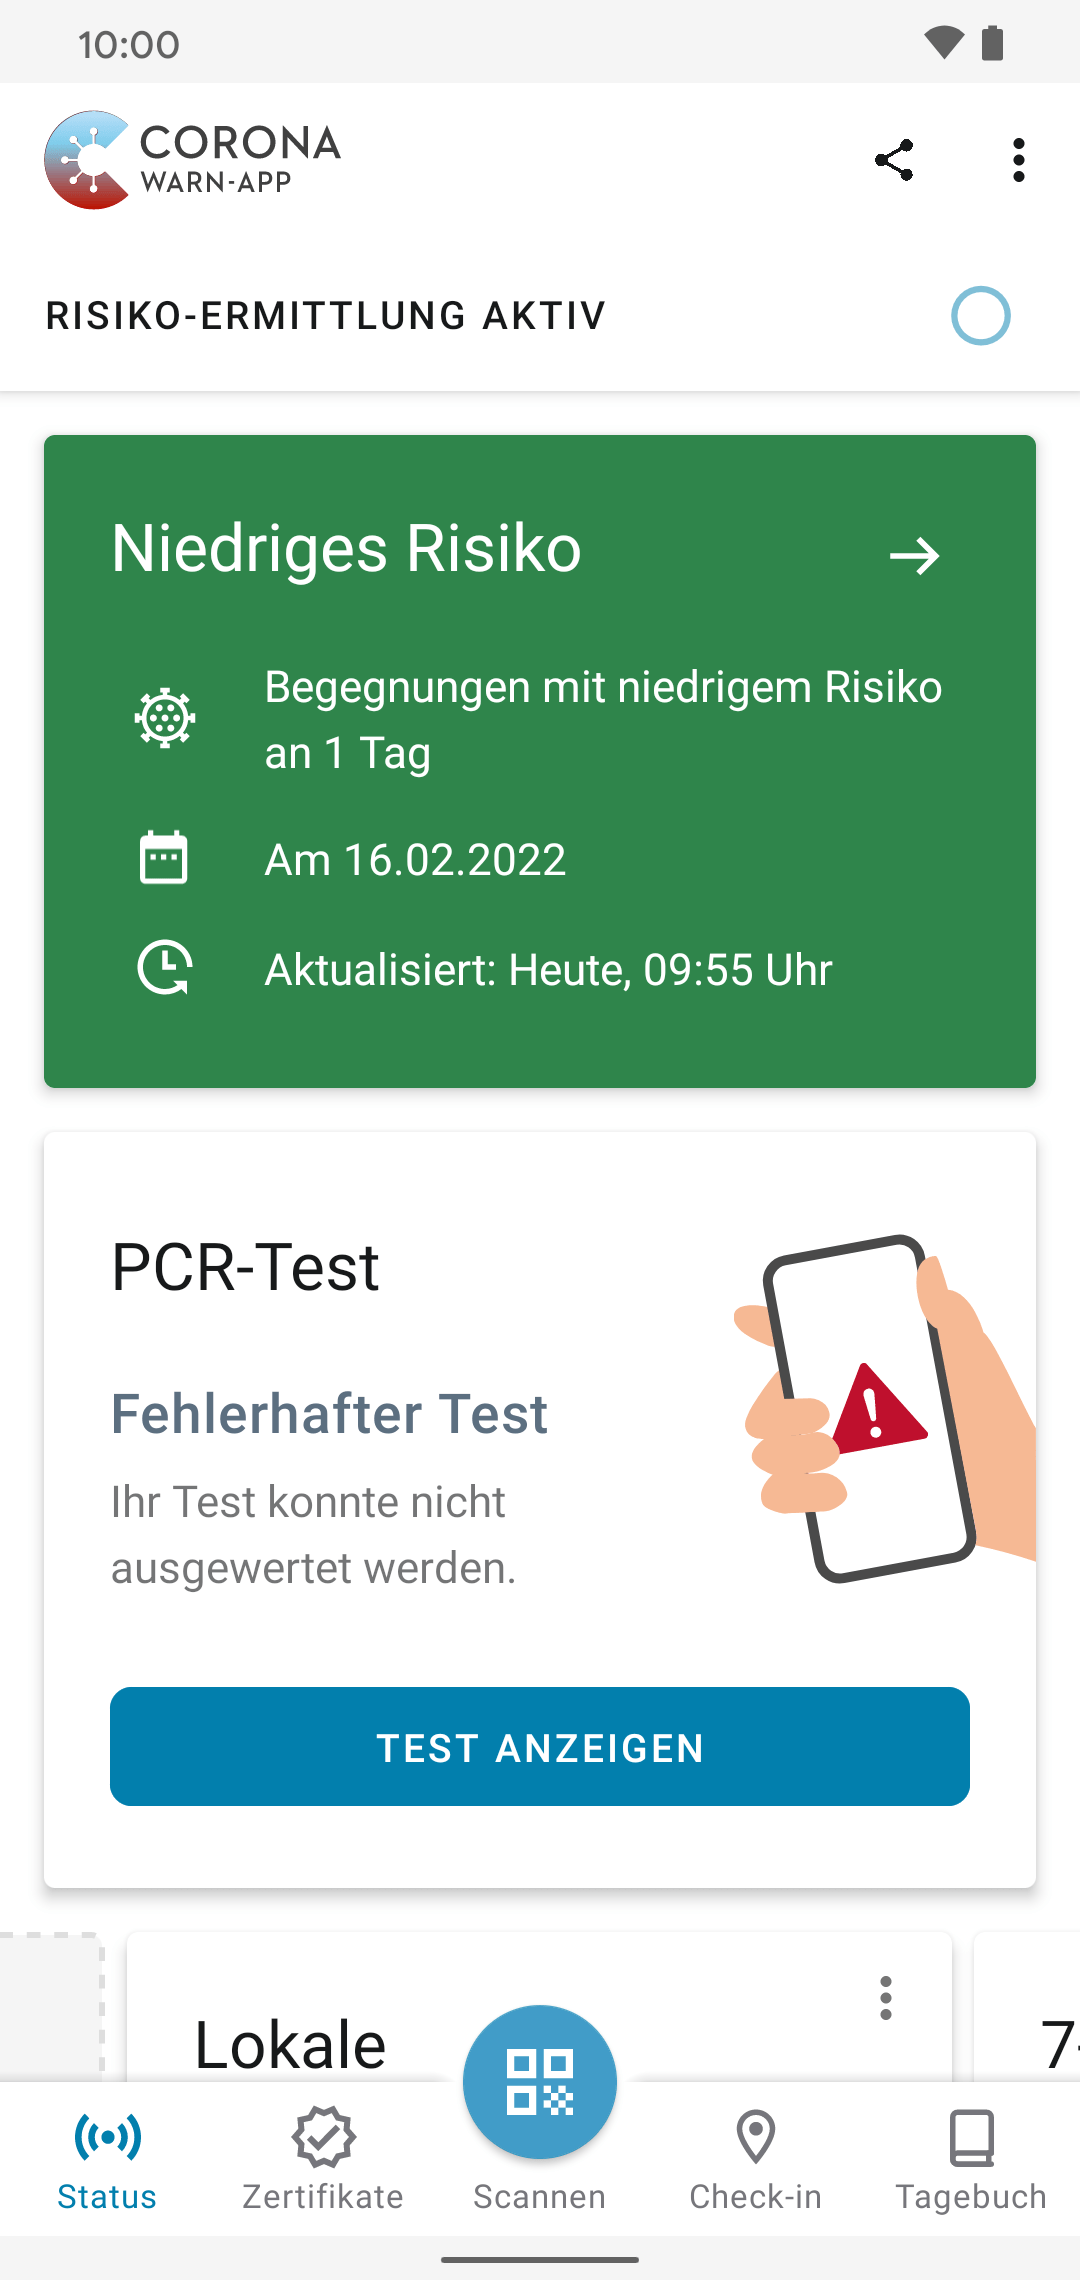 10:00
CORONA
WARN-APP
RISIKO-ERMITTLUNG AKTIV
Niedriges Risiko
Begegnungen mit niedrigem Risiko
an 1 Tag
Am 16.02.2022
Aktualisiert: Heute, 09:55 Uhr
PCR-Test
Fehlerhafter Test
Ihr Test konnte nicht
ausgewertet werden.
TEST ANZEIGEN
Lokale
7-
Status
Zertifikate
Scannen
Check-in
Tagebuch